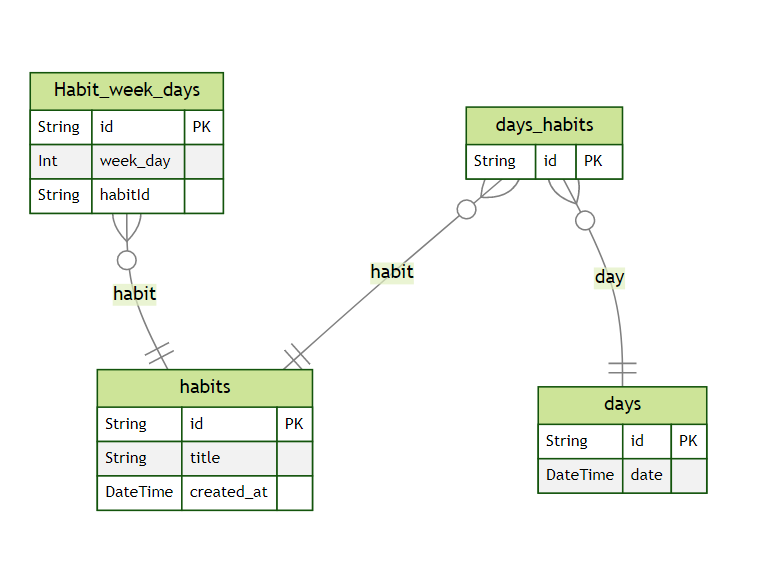 Habit_week_days
String id PK
Int week_day
String habitId
days_habits
String id PK
habit
habit
day
habits
String id PK
String title
DateTime created_at
days
String id PK
DateTime date